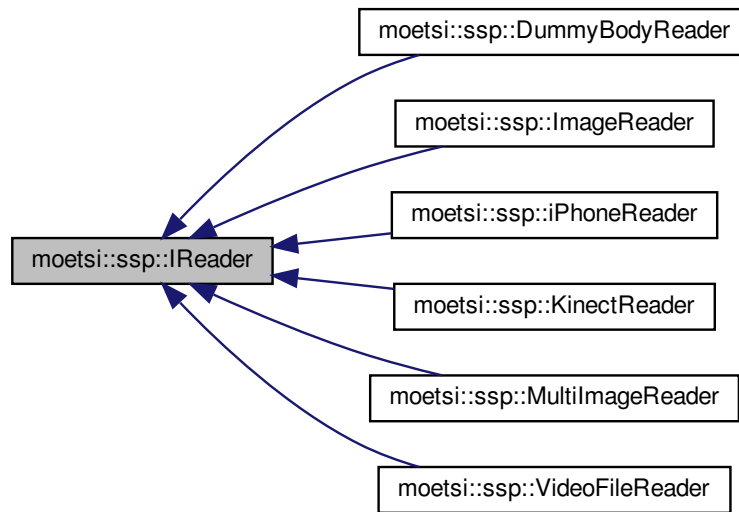 moetsi::ssp::DummyBodyReader
moetsi::ssp::ImageReader
moetsi::ssp::iPhoneReader
moetsi::ssp::IReader
moetsi::ssp::KinectReader
moetsi::ssp::MultiImageReader
moetsi::ssp::VideoFileReader